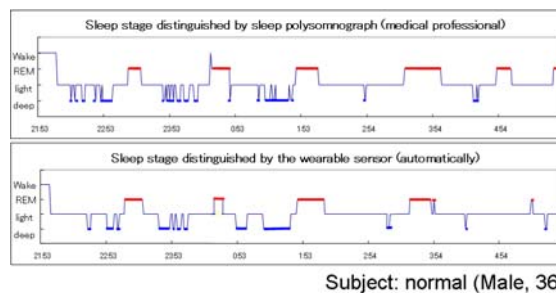 Sleep stage distinguished by sleep polysomnograph (medical professional)
Wake
REM
light
deep
2153 2253 2353 053 153 254 354 454
Sleep stage distinguished by the wearable sensor (automatically)
Wake
REM
light
deep
2153 2253 2353 053 153 254 354 454
Subject: normal (Male, 36